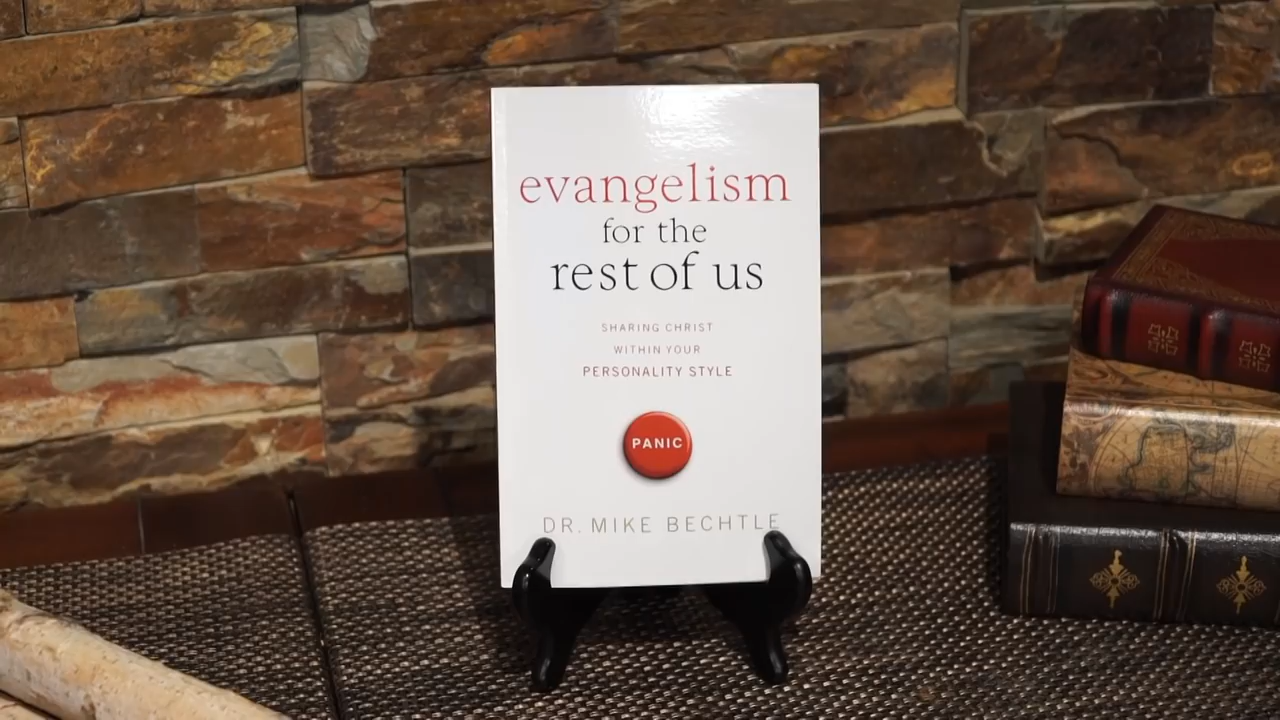 evangelism
for the
rest of us
SHARING CHRIST
WITHIN YOUR
PERSONALITY STYLE
PANIC
DR. MIKE BECHTLE